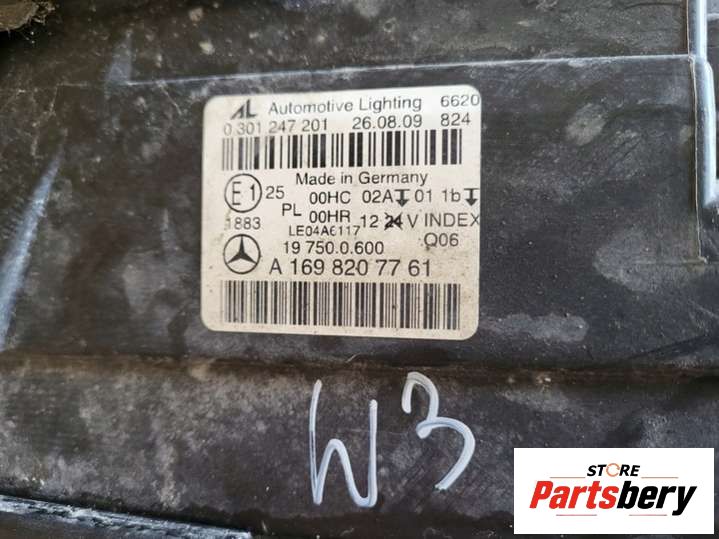 AL Automotive Lighting 6620
0 301 247 201 26.08.09 824
Made in Germany
E1 25 00HC 02A 01 1b
PL 00HR 12 24 V INDEX
1883 LE04A6117 Q06
19 750.0.600
A 169 820 77 61
W3
STORE
Partsbery